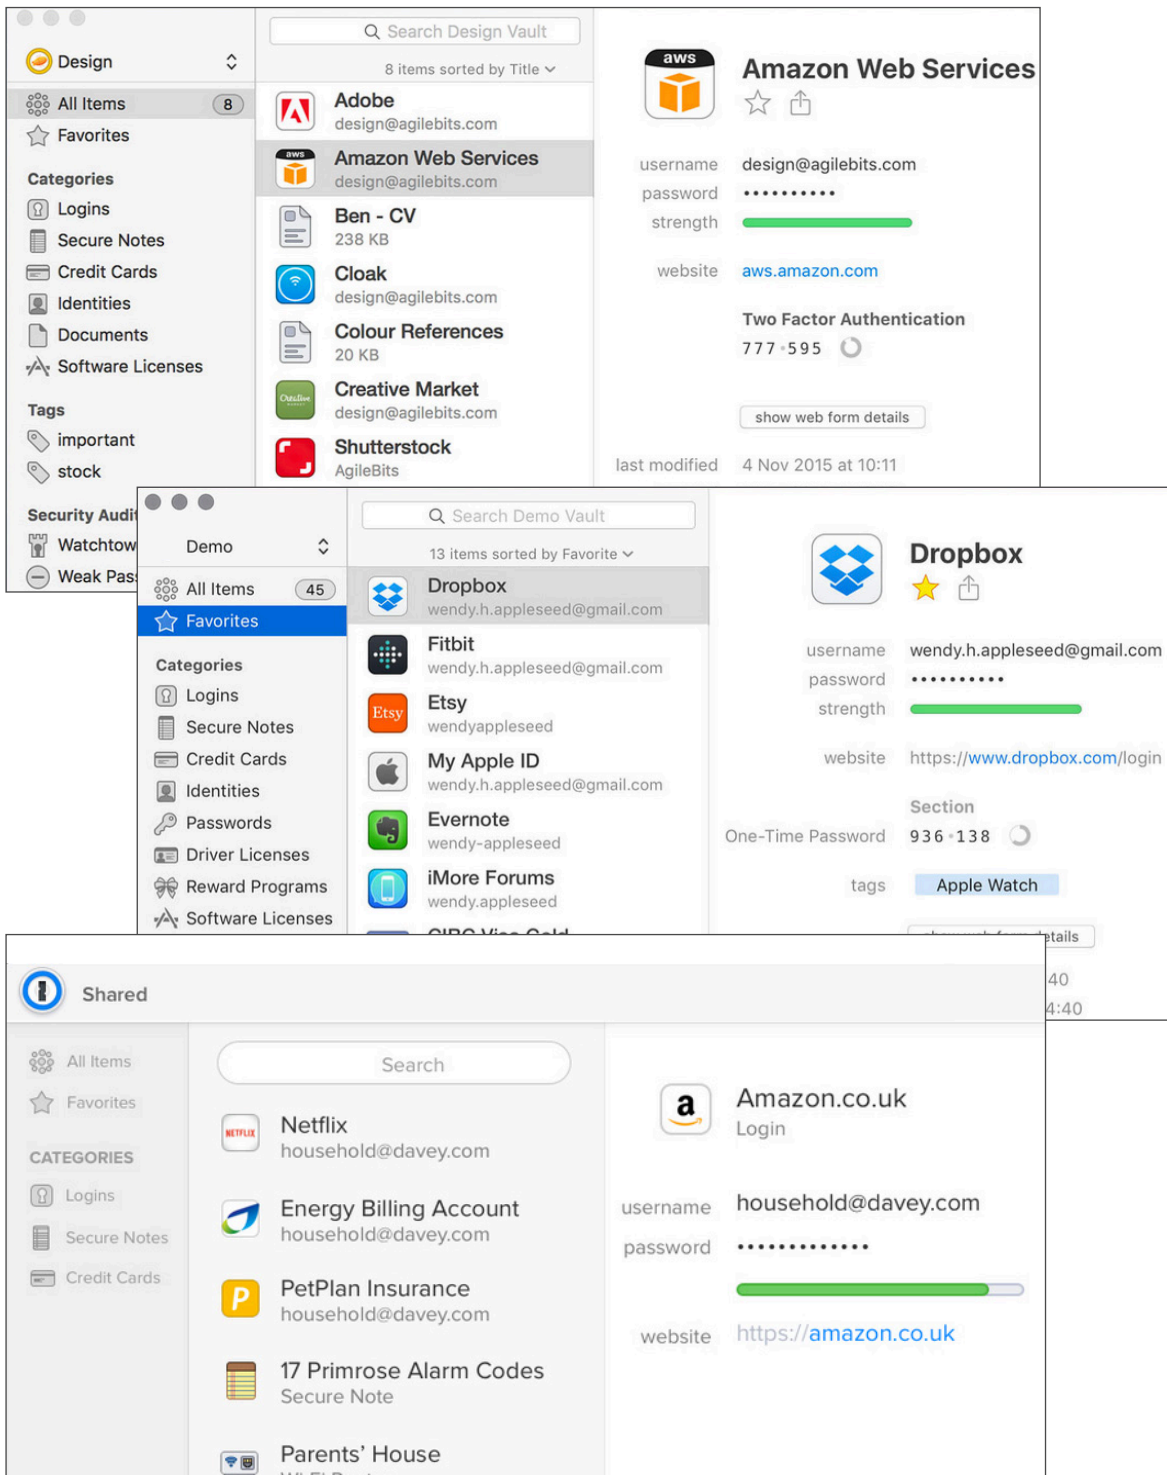 Design
All Items 8
Favorites
Categories
Logins
Secure Notes
Credit Cards
Identities
Documents
Software Licenses
Tags
important
stock
Security Audit
Search Design Vault
8 items sorted by Title
Adobe
design@agilebits.com
aws
Amazon Web Services
design@agilebits.com
Ben - CV
238 KB
Cloak
design@agilebits.com
Colour References
20 KB
Creative
Creative Market
design@agilebits.com
Shutterstock
AgileBits
aws
Amazon Web Services
username design@agilebits.com
password ••••••••••
strength
website aws.amazon.com
Two Factor Authentication
777•595
show web form details
last modified 4 Nov 2015 at 10:11
Demo
All Items 45
Favorites
Categories
Logins
Secure Notes
Credit Cards
Identities
Passwords
Driver Licenses
Reward Programs
Software Licenses
Search Demo Vault
13 items sorted by Favorite
Dropbox
wendy.h.appleseed@gmail.com
Fitbit
wendy.h.appleseed@gmail.com
Etsy
Etsy
wendyappleseed
My Apple ID
wendy.h.appleseed@gmail.com
Evernote
wendy-appleseed
iMore Forums
wendy.appleseed
Dropbox
username wendy.h.appleseed@gmail.com
password ••••••••••
strength
website https://www.dropbox.com/login
Section
One-Time Password 936•138
tags Apple Watch
:40
4:40
Shared
All Items
Favorites
CATEGORIES
Logins
Secure Notes
Credit Cards
Search
NETFLIX
Netflix
household@davey.com
Energy Billing Account
household@davey.com
P
PetPlan Insurance
household@davey.com
17 Primrose Alarm Codes
Secure Note
Parents’ House
a
Amazon.co.uk
Login
username household@davey.com
password •••••••••••••
website https://amazon.co.uk